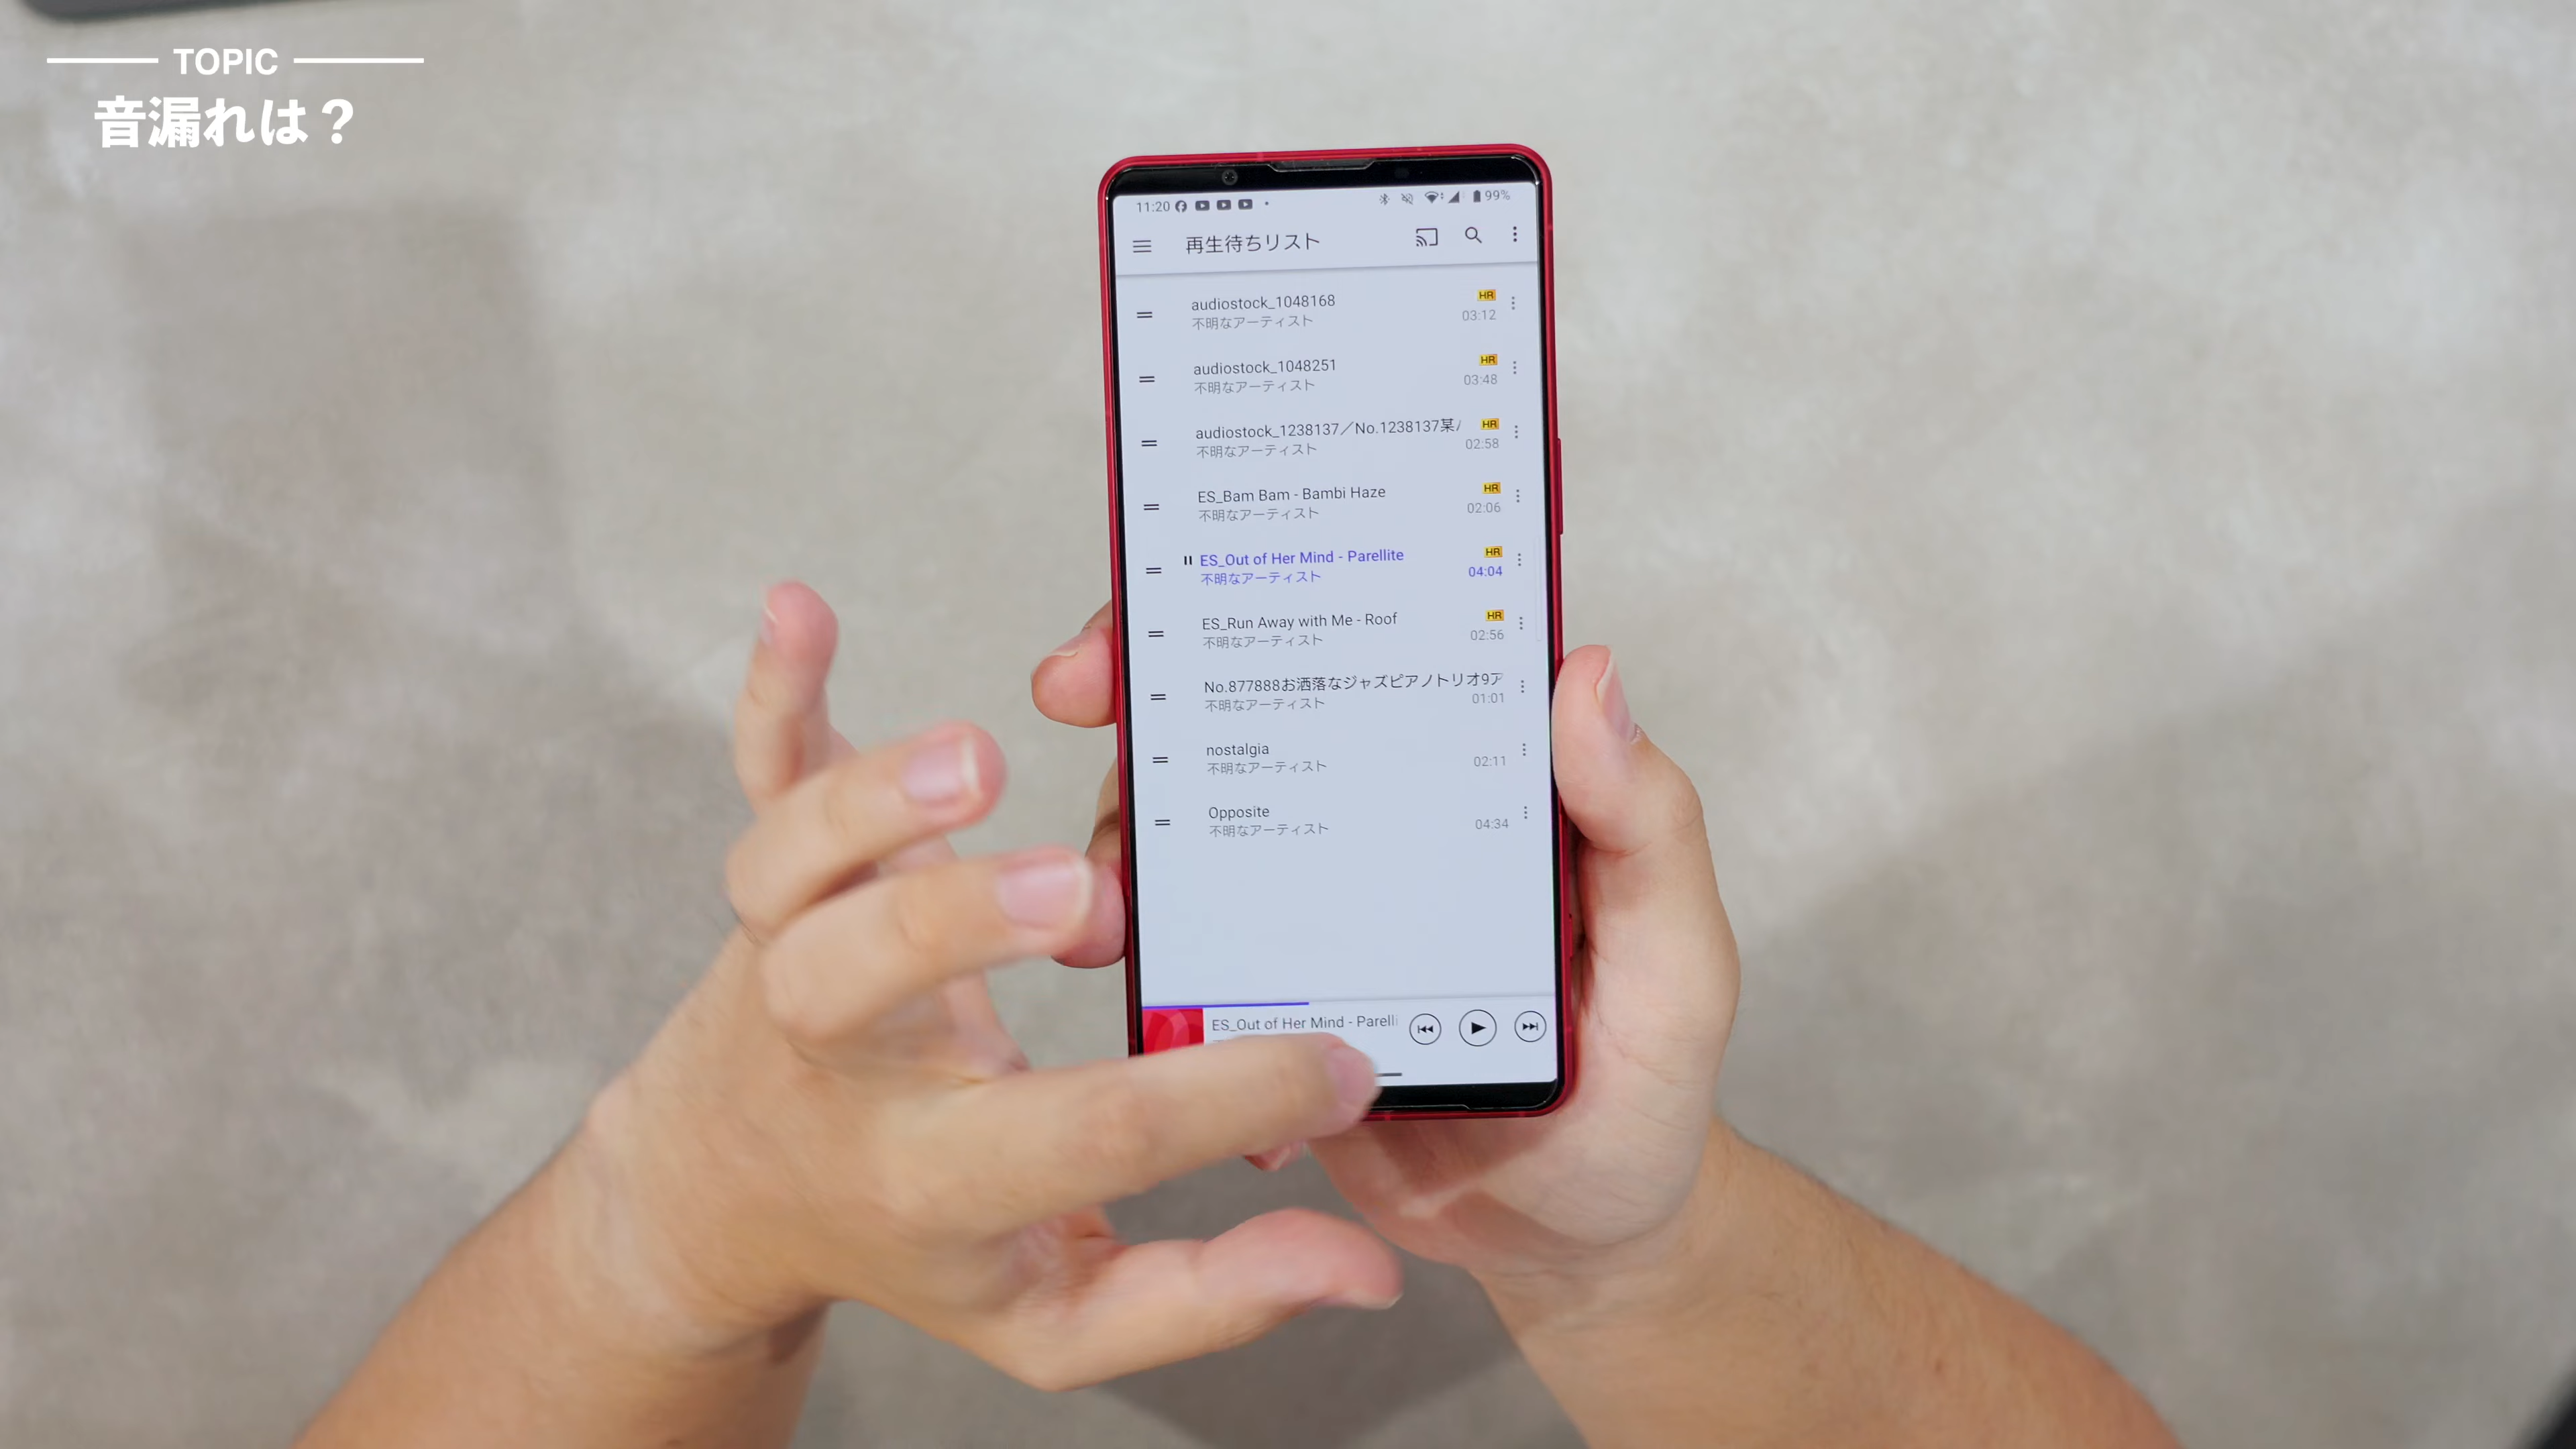 TOPIC
音漏れは？
11:20
99%
再生待ちリスト
audiostock_1048168
HR
不明なアーティスト
03:12
audiostock_1048251
HR
不明なアーティスト
03:48
audiostock_1238137／No.1238137某
HR
不明なアーティスト
02:58
ES_Bam Bam - Bambi Haze
HR
不明なアーティスト
02:06
ES_Out of Her Mind - Parellite
HR
不明なアーティスト
04:04
ES_Run Away with Me - Roof
HR
不明なアーティスト
02:56
No.877888お洒落なジャズピアノトリオ9ア
不明なアーティスト
01:01
nostalgia
不明なアーティスト
02:11
Opposite
不明なアーティスト
04:34
ES_Out of Her Mind - Parelli